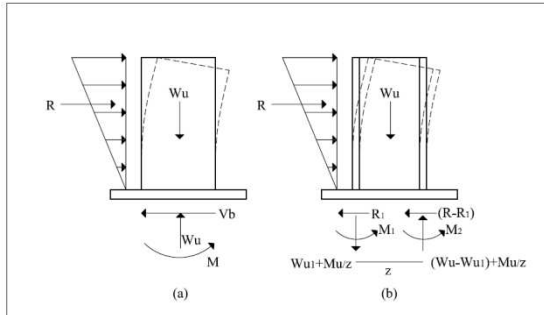 Wu
R
Vb
Wu
M
(a)
Wu
R
R1
(R-R1)
M1
M2
Wu1+Mu/z
z
(Wu-Wu1)+Mu/z
(b)